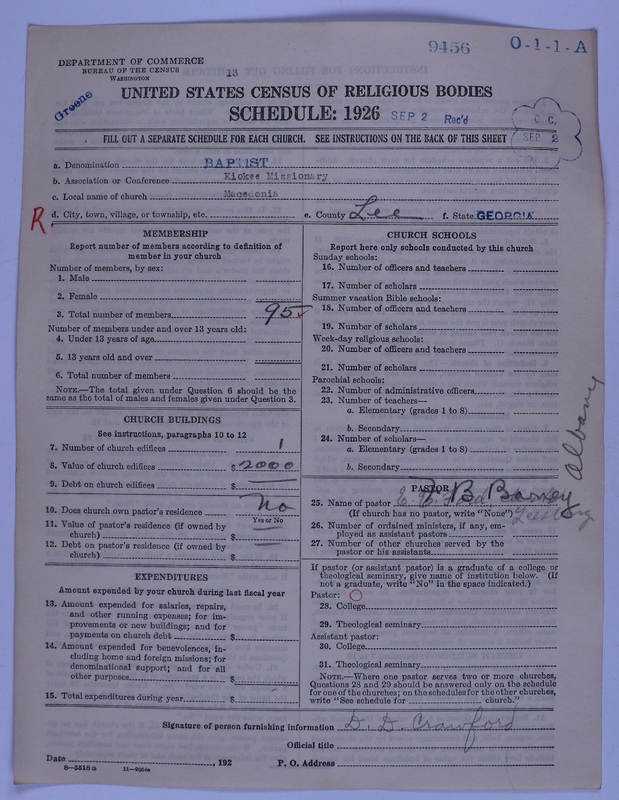 9456 O-1-1-A
DEPARTMENT OF COMMERCE
BUREAU OF THE CENSUS
WASHINGTON
13
Greene
UNITED STATES CENSUS OF RELIGIOUS BODIES
SCHEDULE: 1926 SEP 2 Rec'd
C C.
SEP 2
FILL OUT A SEPARATE SCHEDULE FOR EACH CHURCH. SEE INSTRUCTIONS ON THE BACK OF THIS SHEET
a. Denomination BAPTIST
b. Association or Conference Kiokee Missionary
c. Local name of church Macedonia
R d. City, town, village, or township, etc. e. County Lee f. State GEORGIA
MEMBERSHIP
Report number of members according to definition of
member in your church
Number of members, by sex:
1. Male
2. Female
3. Total number of members 95 ✓
Number of members under and over 13 years old:
4. Under 13 years of age
5. 13 years old and over
6. Total number of members
NOTE.—The total given under Question 6 should be the
same as the total of males and females given under Question 3.
CHURCH BUILDINGS
See instructions, paragraphs 10 to 12
7. Number of church edifices 1
8. Value of church edifices $ 2000
9. Debt on church edifices $ —
10. Does church own pastor's residence No
Yes or No
11. Value of pastor's residence (if owned by
church) $ —
12. Debt on pastor's residence (if owned by
church) $ —
EXPENDITURES
Amount expended by your church during last fiscal year
13. Amount expended for salaries, repairs,
and other running expenses; for im-
provements or new buildings; and for
payments on church debt $
14. Amount expended for benevolences, in-
cluding home and foreign missions; for
denominational support; and for all
other purposes $
15. Total expenditures during year $
CHURCH SCHOOLS
Report here only schools conducted by this church
Sunday schools:
16. Number of officers and teachers
17. Number of scholars
Summer vacation Bible schools:
18. Number of officers and teachers
19. Number of scholars
Week-day religious schools:
20. Number of officers and teachers
21. Number of scholars
Parochial schools:
22. Number of administrative officers
23. Number of teachers—
a. Elementary (grades 1 to 8)
b. Secondary
24. Number of scholars—
a. Elementary (grades 1 to 8)
b. Secondary
PASTOR
25. Name of pastor B Barney
Albany
(If church has no pastor, write "None")
26. Number of ordained ministers, if any, em-
ployed as assistant pastors
27. Number of other churches served by the
pastor or his assistants
If pastor (or assistant pastor) is a graduate of a college or
theological seminary, give name of institution below. (If
not a graduate, write "No" in the space indicated.)
Pastor:
28. College
29. Theological seminary
Assistant pastor:
30. College
31. Theological seminary
NOTE.—Where one pastor serves two or more churches,
Questions 28 and 29 should be answered only on the schedule
for one of the churches; on the schedules for the other churches,
write "See schedule for church."
Signature of person furnishing information D. D. Crawford
Official title
Date , 192 P. O. Address
8—5518 a 11—9056a